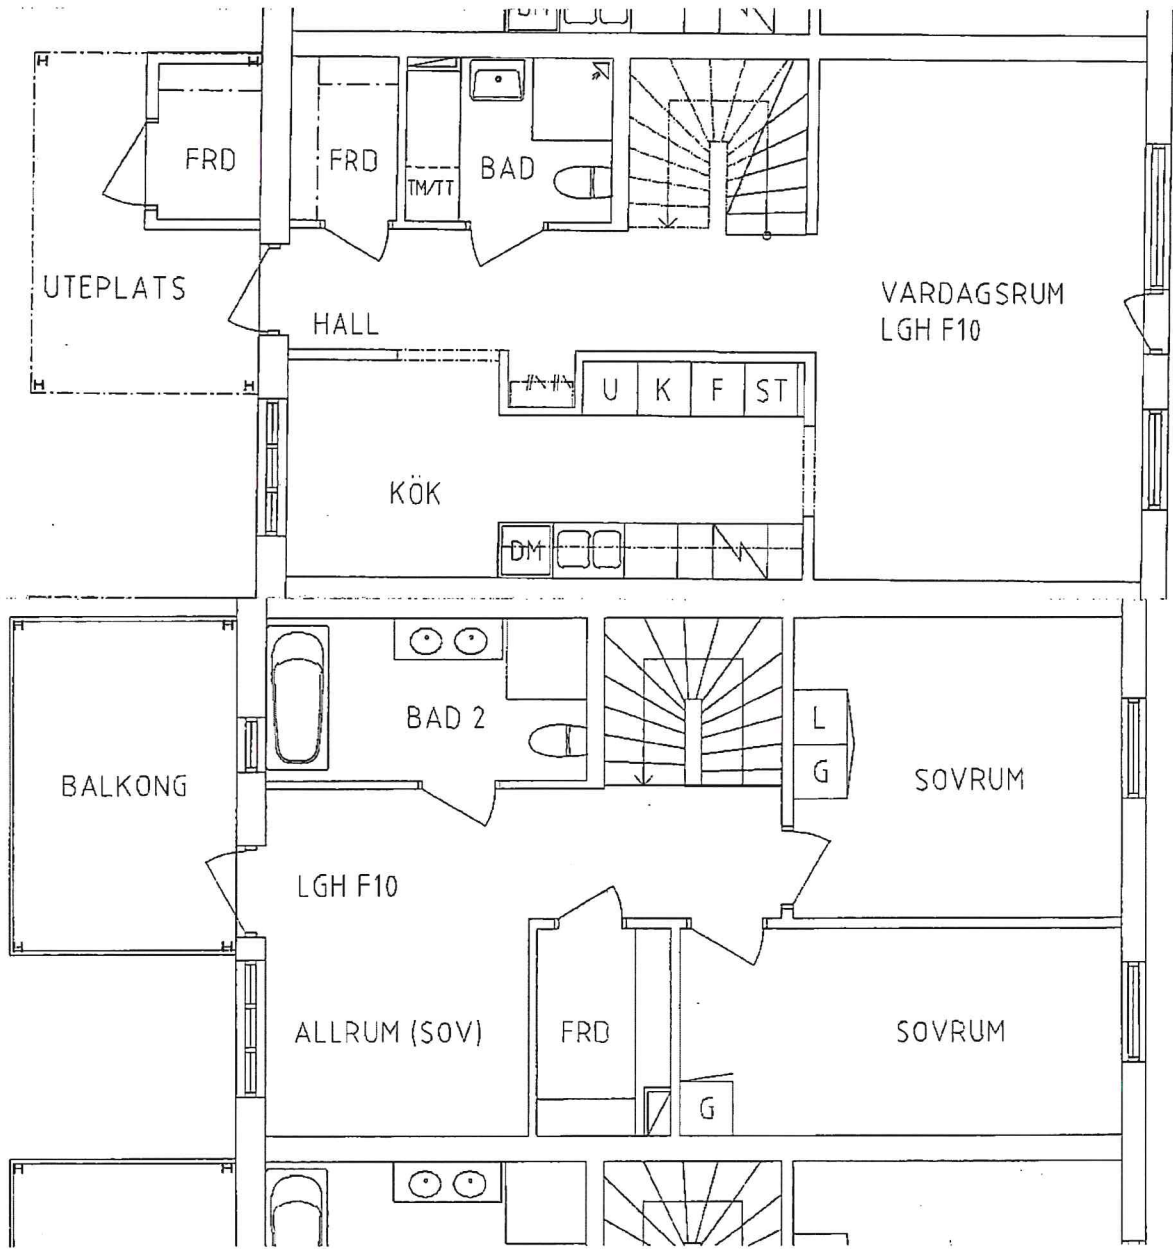 DM
FRD
FRD
TM/TT
BAD
UTEPLATS
HALL
VARDAGSRUM
LGH F10
U K F ST
KÖK
DM
BAD 2
L
G
BALKONG
SOVRUM
LGH F10
ALLRUM (SOV)
FRD
SOVRUM
G